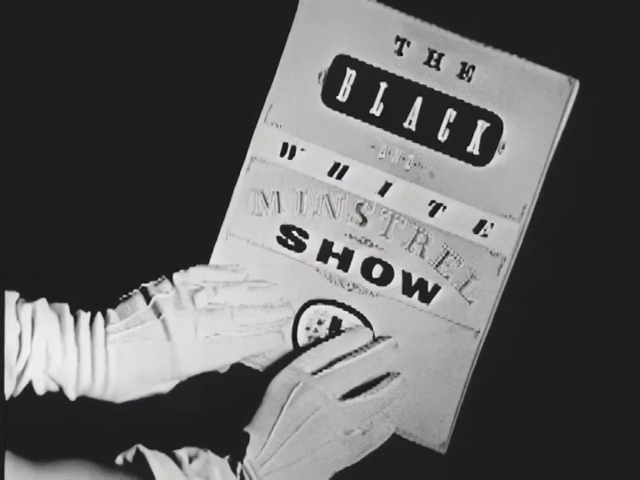 THE
BLACK
AND
WHITE
MINSTREL
SHOW